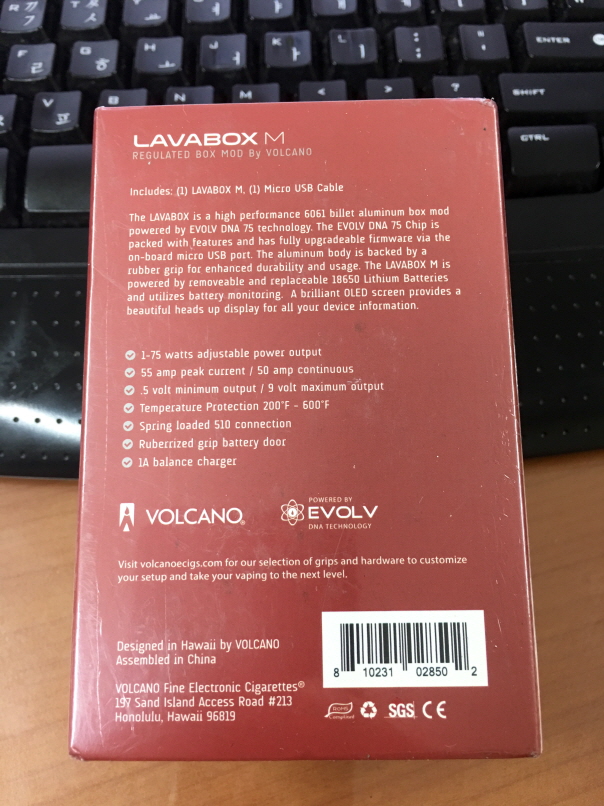 ㄲ
ㄱ
ENTER
ㄹ
F
G
ㅎ
H
ㅗ
J
ㅓ
K
ㅏ
L
ㅣ
V
ㅍ
B
N
M
<
>
?
SHIFT
CTRL
LAVABOX M
REGULATED BOX MOD By VOLCANO
Includes: (1) LAVABOX M, (1) Micro USB Cable
The LAVABOX is a high performance 6061 billet aluminum box mod
powered by EVOLV DNA 75 technology. The EVOLV DNA 75 Chip is
packed with features and has fully upgradeable firmware via the
on-board micro USB port. The aluminum body is backed by a
rubber grip for enhanced durability and usage. The LAVABOX M is
powered by removeable and replaceable 18650 Lithium Batteries
and utilizes battery monitoring. A brilliant OLED screen provides a
beautiful heads up display for all your device information.
1-75 watts adjustable power output
55 amp peak current / 50 amp continuous
.5 volt minimum output / 9 volt maximum output
Temperature Protection 200°F - 600°F
Spring loaded 510 connection
Ruberrized grip battery door
1A balance charger
VOLCANO®
POWERED BY
EVOLV
DNA TECHNOLOGY
Visit volcanoecigs.com for our selection of grips and hardware to customize
your setup and take your vaping to the next level.
Designed in Hawaii by VOLCANO
Assembled in China
8 10231 02850 2
VOLCANO Fine Electronic Cigarettes®
197 Sand Island Access Road #213
Honolulu, Hawaii 96819
RoHS
Compliant
SGS CE